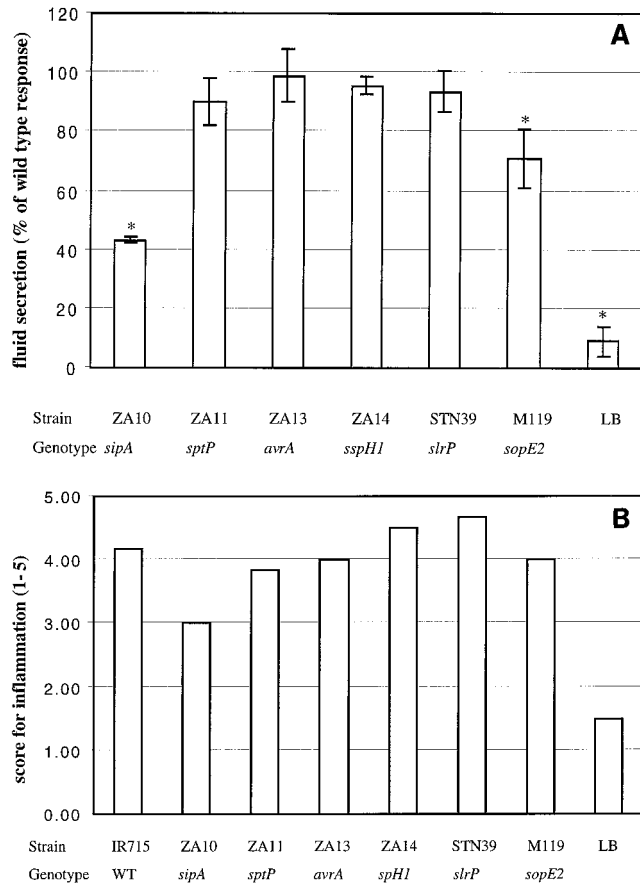 A
fluid secretion (% of wild type response)
120
100
80
60
40
20
0
*
*
*
Strain ZA10 ZA11 ZA13 ZA14 STN39 M119 LB
Genotype sipA sptP avrA sspH1 slrP sopE2
B
score for inflammation (1-5)
5.00
4.00
3.00
2.00
1.00
0.00
Strain IR715 ZA10 ZA11 ZA13 ZA14 STN39 M119 LB
Genotype WT sipA sptP avrA spH1 slrP sopE2